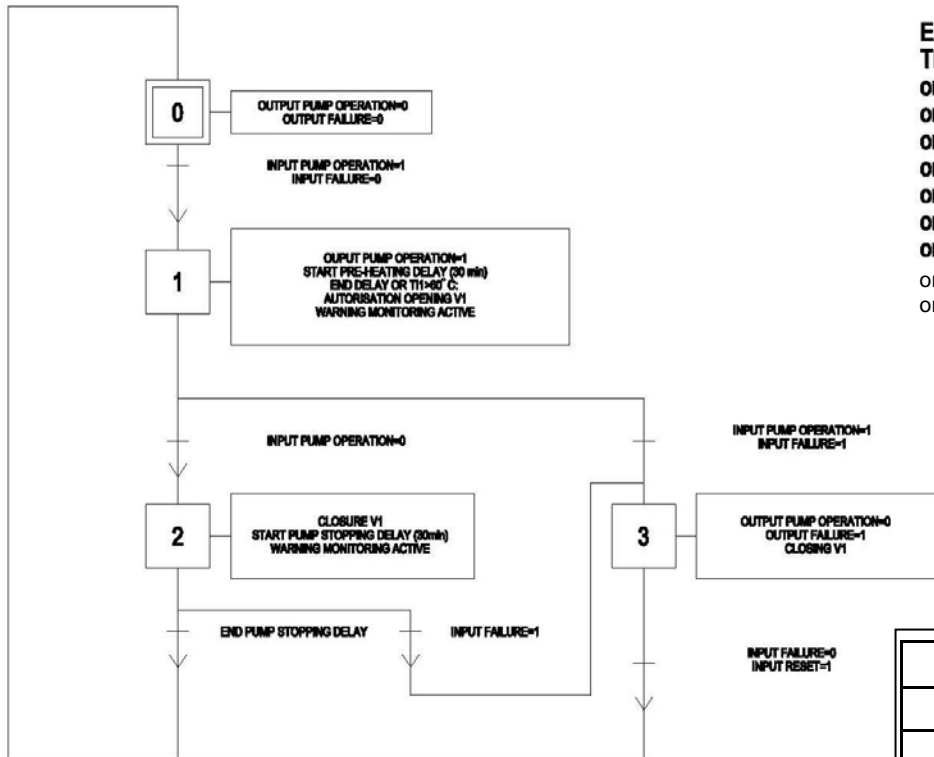 0
OUTPUT PUMP OPERATION=0
OUTPUT FAILURE=0
INPUT PUMP OPERATION=1
INPUT FAILURE=0
1
OUPUT PUMP OPERATION=1
START PRE-HEATING DELAY (30 min)
END DELAY OR TI1>60°C:
AUTORISATION OPENING V1
WARNING MONITORING ACTIVE
INPUT PUMP OPERATION=0
INPUT PUMP OPERATION=1
INPUT FAILURE=1
2
CLOSURE V1
START PUMP STOPPING DELAY (30min)
WARNING MONITORING ACTIVE
3
OUTPUT PUMP OPERATION=0
OUTPUT FAILURE=1
CLOSING V1
END PUMP STOPPING DELAY
INPUT FAILURE=1
INPUT FAILURE=0
INPUT RESET=1